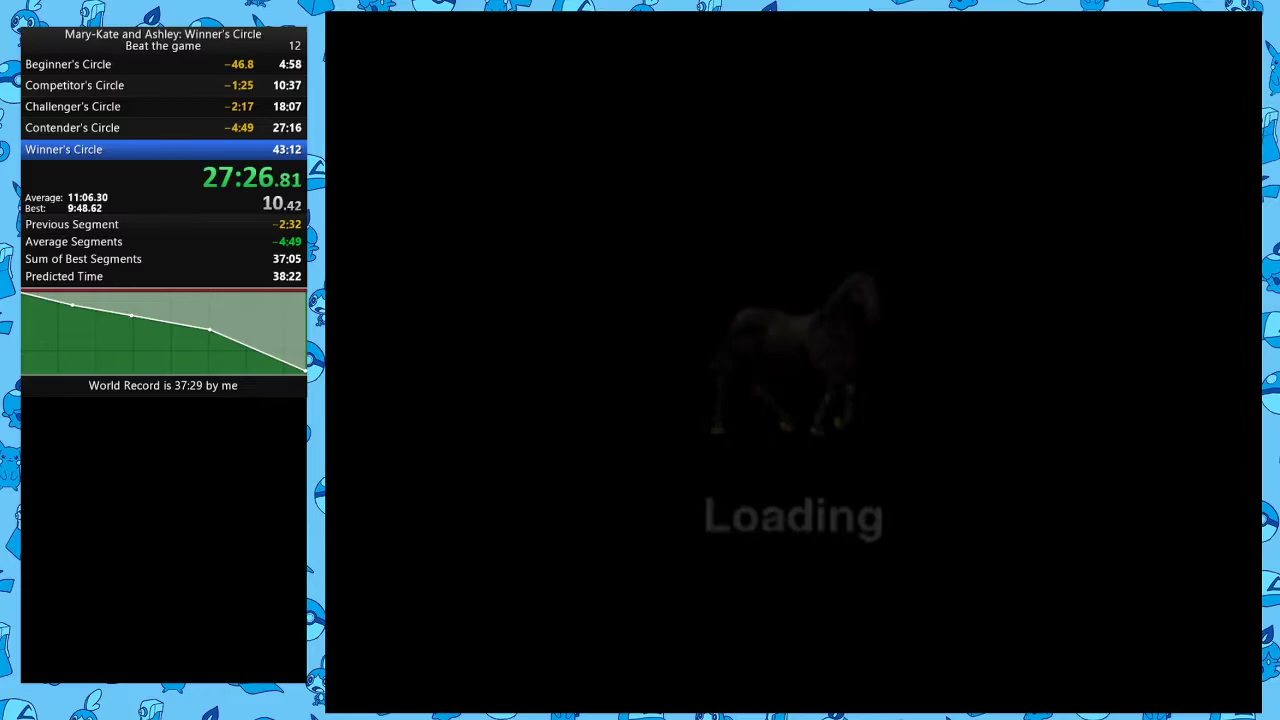 Mary-Kate and Ashley: Winner's Circle
Beat the game 12
Beginner's Circle -46.8 4:58
Competitor's Circle -1:25 10:37
Challenger's Circle -2:17 18:07
Contender's Circle -4:49 27:16
Winner's Circle 43:12
27:26.81
Average: 11:06.30
Best: 9:48.62 10.42
Previous Segment -2:32
Average Segments -4:49
Sum of Best Segments 37:05
Predicted Time 38:22
World Record is 37:29 by me
Loading